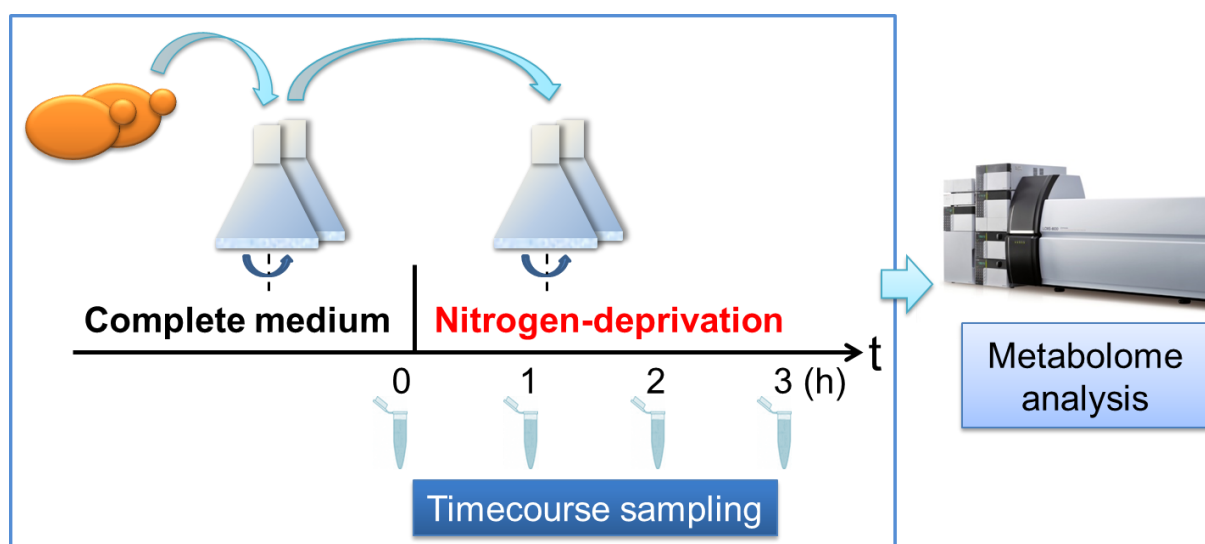 Complete medium
Nitrogen-deprivation
t
0 1 2 3 (h)
Timecourse sampling
Metabolome
analysis